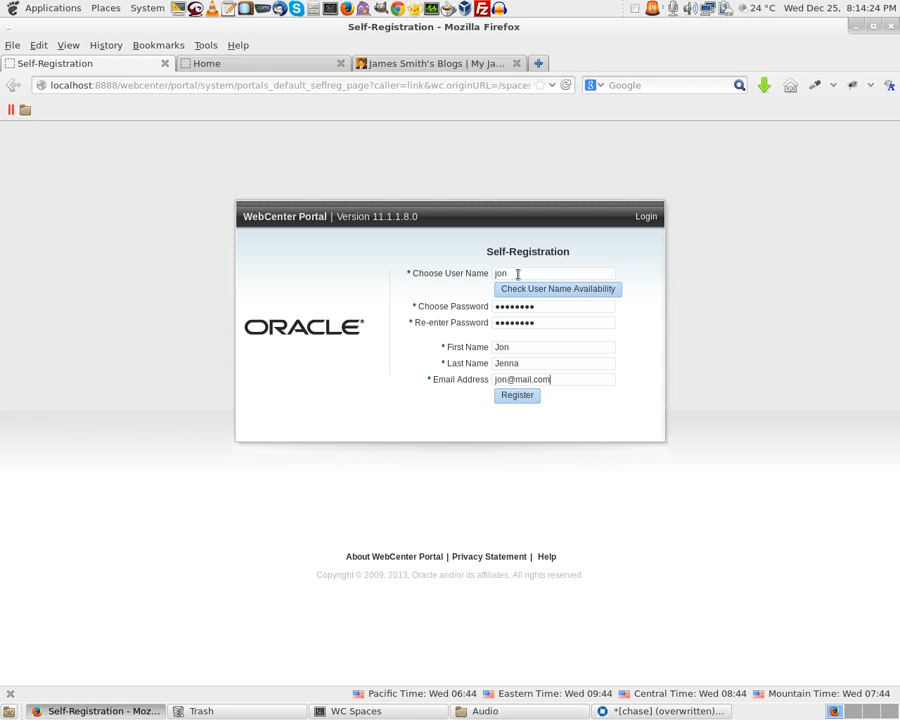 Applications Places System 24 °C Wed Dec 25, 8:14:24 PM
Self-Registration - Mozilla Firefox
File Edit View History Bookmarks Tools Help
Self-Registration Home James Smith's Blogs | My Ja...
localhost:8888/webcenter/portal/system/portals_default_seflreg_page?caller=link&wc.originURL=/spaces Google
WebCenter Portal | Version 11.1.1.8.0 Login
Self-Registration
* Choose User Name jon
Check User Name Availability
* Choose Password ••••••••
* Re-enter Password ••••••••
ORACLE®
* First Name Jon
* Last Name Jenna
* Email Address jon@mail.com
Register
About WebCenter Portal | Privacy Statement | Help
Copyright © 2009, 2013, Oracle and/or its affiliates. All rights reserved.
Pacific Time: Wed 06:44 Eastern Time: Wed 09:44 Central Time: Wed 08:44 Mountain Time: Wed 07:44
Self-Registration - Moz... Trash WC Spaces Audio *[chase] (overwritten)...